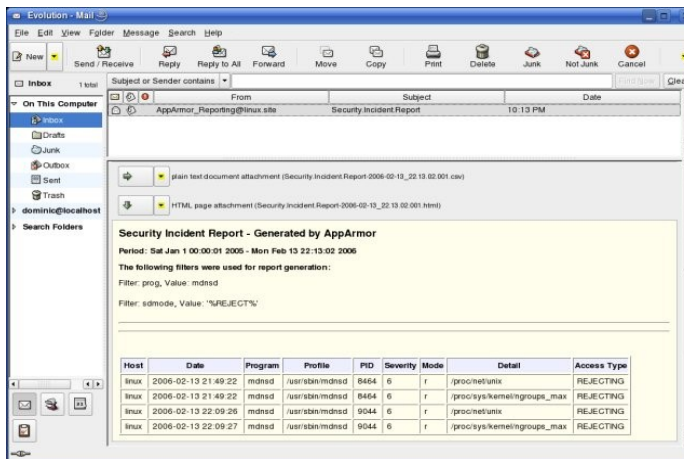 Evolution - Mail
File Edit View Folder Message Search Help
New Send / Receive Reply Reply to All Forward Move Copy Print Delete Junk Not Junk Cancel
Inbox 1 total Subject or Sender contains Find Now Clea
On This Computer
Inbox
Drafts
Junk
Outbox
Sent
Trash
dominic@localhost
Search Folders
From Subject Date
AppArmor_Reporting@linux.site Security Incident Report 10:13 PM
plain text document attachment (Security Incident Report-2006-02-13_22.13.02.001.csv)
HTML page attachment (Security Incident Report-2006-02-13_22.13.02.001.html)
Security Incident Report - Generated by AppArmor
Period: Sat Jan 1 00:00:01 2005 - Mon Feb 13 22:13:02 2006
The following filters were used for report generation:
Filter: prog, Value: mdnsd
Filter: sdmode, Value: '%REJECT%'
Host Date Program Profile PID Severity Mode Detail Access Type
linux 2006-02-13 21:49:22 mdnsd /usr/sbin/mdnsd 8464 6 r /proc/net/unix REJECTING
linux 2006-02-13 21:49:22 mdnsd /usr/sbin/mdnsd 8464 6 r /proc/sys/kernel/ngroups_max REJECTING
linux 2006-02-13 22:09:26 mdnsd /usr/sbin/mdnsd 9044 6 r /proc/net/unix REJECTING
linux 2006-02-13 22:09:27 mdnsd /usr/sbin/mdnsd 9044 6 r /proc/sys/kernel/ngroups_max REJECTING